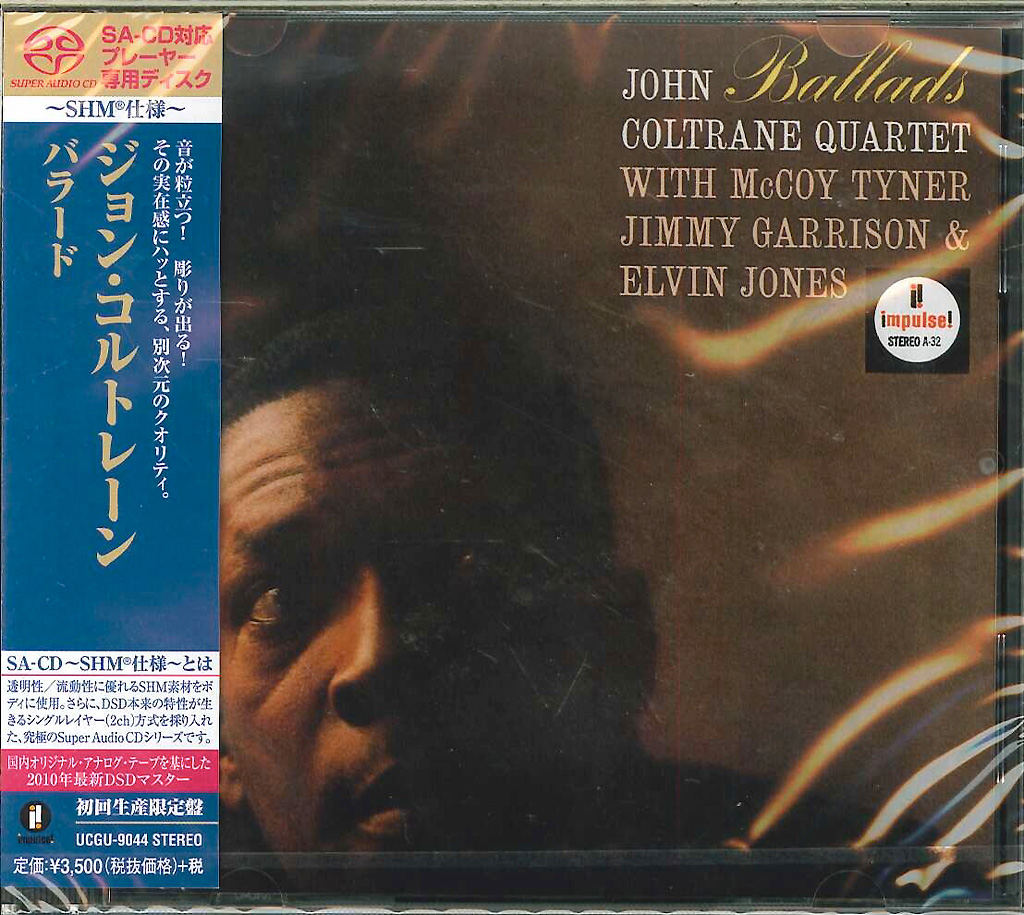 SA-CD対応
プレーヤー
専用ディスク
SUPER AUDIO CD
〜SHM®仕様〜
音が粒立つ！ 彫りが出る！
その実在感にハッとする、別次元のクオリティ。
ジョン・コルトレーン
バラード
SA-CD〜SHM®仕様〜とは
透明性／流動性に優れるSHM素材をボ
ディに使用。さらに、DSD本来の特性が生
きるシングルレイヤー(2ch)方式を採り入れ
た、究極のSuper Audio CDシリーズです。
国内オリジナル・アナログ・テープを基にした
2010年最新DSDマスター
初回生産限定盤
impulse!
UCGU-9044 STEREO
定価:¥3,500(税抜価格)+税
JOHN Ballads
COLTRANE QUARTET
WITH McCOY TYNER
JIMMY GARRISON &
ELVIN JONES
impulse!
STEREO A-32